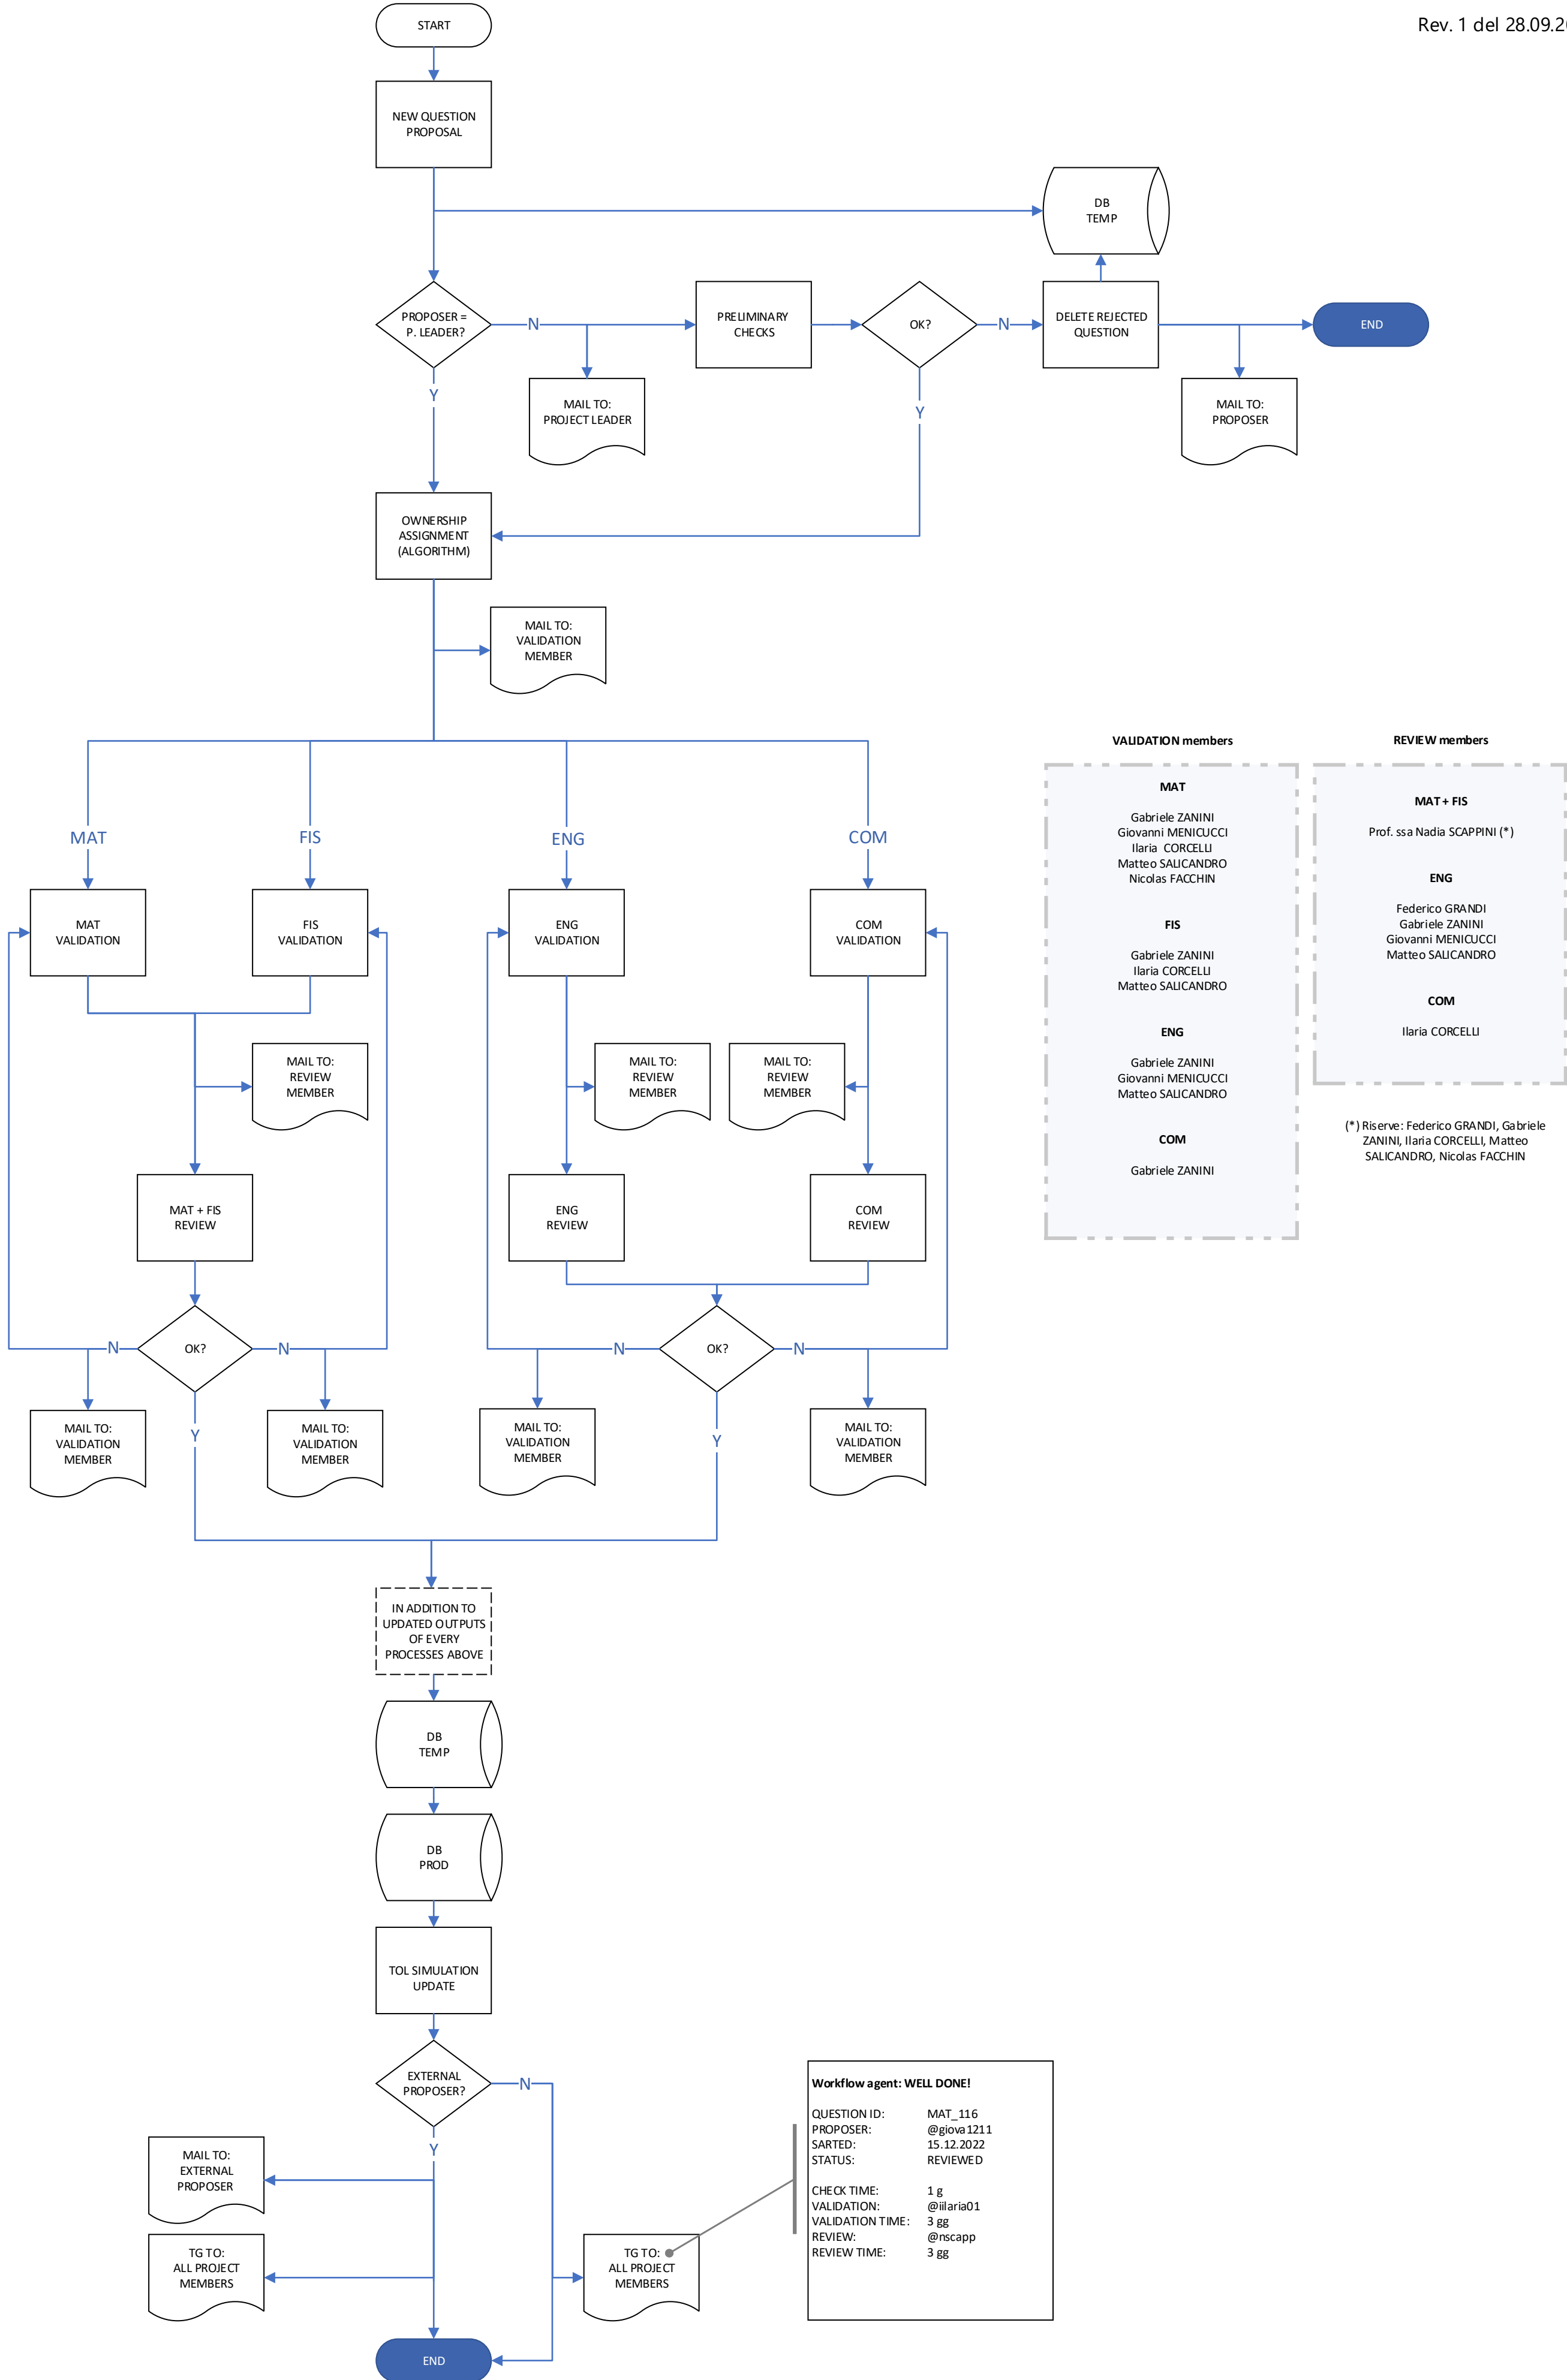 START
Rev. 1 del 28.09.2
NEW QUESTION
PROPOSAL
DB
TEMP
PROPOSER =
P. LEADER?
N
PRELIMINARY
CHECKS
OK?
N
DELETE REJECTED
QUESTION
END
Y
MAIL TO:
PROJECT LEADER
Y
MAIL TO:
PROPOSER
OWNERSHIP
ASSIGNMENT
(ALGORITHM)
MAIL TO:
VALIDATION
MEMBER
MAT
FIS
ENG
COM
MAT
VALIDATION
FIS
VALIDATION
ENG
VALIDATION
COM
VALIDATION
MAIL TO:
REVIEW
MEMBER
MAIL TO:
REVIEW
MEMBER
MAIL TO:
REVIEW
MEMBER
MAT + FIS
REVIEW
ENG
REVIEW
COM
REVIEW
N
OK?
N
N
OK?
N
MAIL TO:
VALIDATION
MEMBER
Y
MAIL TO:
VALIDATION
MEMBER
MAIL TO:
VALIDATION
MEMBER
Y
MAIL TO:
VALIDATION
MEMBER
VALIDATION members
MAT
Gabriele ZANINI
Giovanni MENICUCCI
Ilaria CORCELLI
Matteo SALICANDRO
Nicolas FACCHIN
FIS
Gabriele ZANINI
Ilaria CORCELLI
Matteo SALICANDRO
ENG
Gabriele ZANINI
Giovanni MENICUCCI
Matteo SALICANDRO
COM
Gabriele ZANINI
REVIEW members
MAT + FIS
Prof. ssa Nadia SCAPPINI (*)
ENG
Federico GRANDI
Gabriele ZANINI
Giovanni MENICUCCI
Matteo SALICANDRO
COM
Ilaria CORCELLI
(*) Riserve: Federico GRANDI, Gabriele
ZANINI, Ilaria CORCELLI, Matteo
SALICANDRO, Nicolas FACCHIN
IN ADDITION TO
UPDATED OUTPUTS
OF EVERY
PROCESSES ABOVE
DB
TEMP
DB
PROD
TOL SIMULATION
UPDATE
EXTERNAL
PROPOSER?
N
Y
MAIL TO:
EXTERNAL
PROPOSER
TG TO:
ALL PROJECT
MEMBERS
TG TO:
ALL PROJECT
MEMBERS
Workflow agent: WELL DONE!
QUESTION ID: MAT_116
PROPOSER: @giova1211
SARTED: 15.12.2022
STATUS: REVIEWED
CHECK TIME: 1 g
VALIDATION: @iilaria01
VALIDATION TIME: 3 gg
REVIEW: @nscapp
REVIEW TIME: 3 gg
END